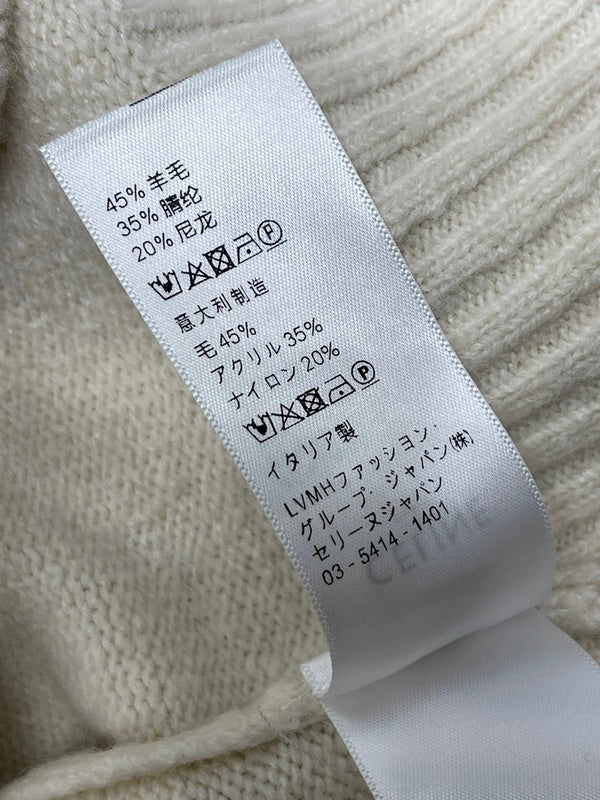 45% 羊毛
35% 腈纶
20% 尼龙
意大利制造
毛 45%
アクリル 35%
ナイロン 20%
イタリア製
LVMHファッション・
グループ・ジャパン(株)
セリーヌジャパン
03 - 5414 - 1401
CELINE